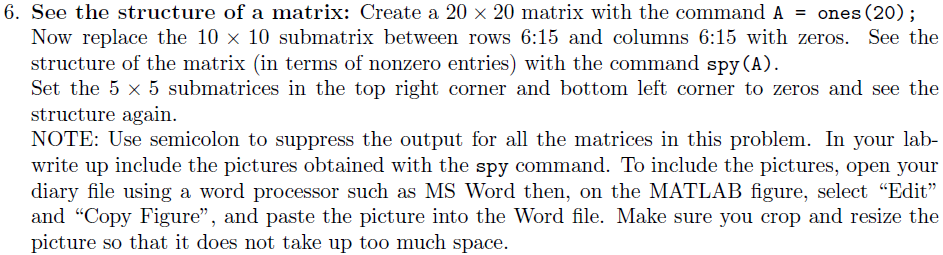 6. See the structure of a matrix: Create a 20 × 20 matrix with the command A = ones(20);
Now replace the 10 × 10 submatrix between rows 6:15 and columns 6:15 with zeros. See the
structure of the matrix (in terms of nonzero entries) with the command spy(A).
Set the 5 × 5 submatrices in the top right corner and bottom left corner to zeros and see the
structure again.
NOTE: Use semicolon to suppress the output for all the matrices in this problem. In your lab-
write up include the pictures obtained with the spy command. To include the pictures, open your
diary file using a word processor such as MS Word then, on the MATLAB figure, select “Edit”
and “Copy Figure”, and paste the picture into the Word file. Make sure you crop and resize the
picture so that it does not take up too much space.